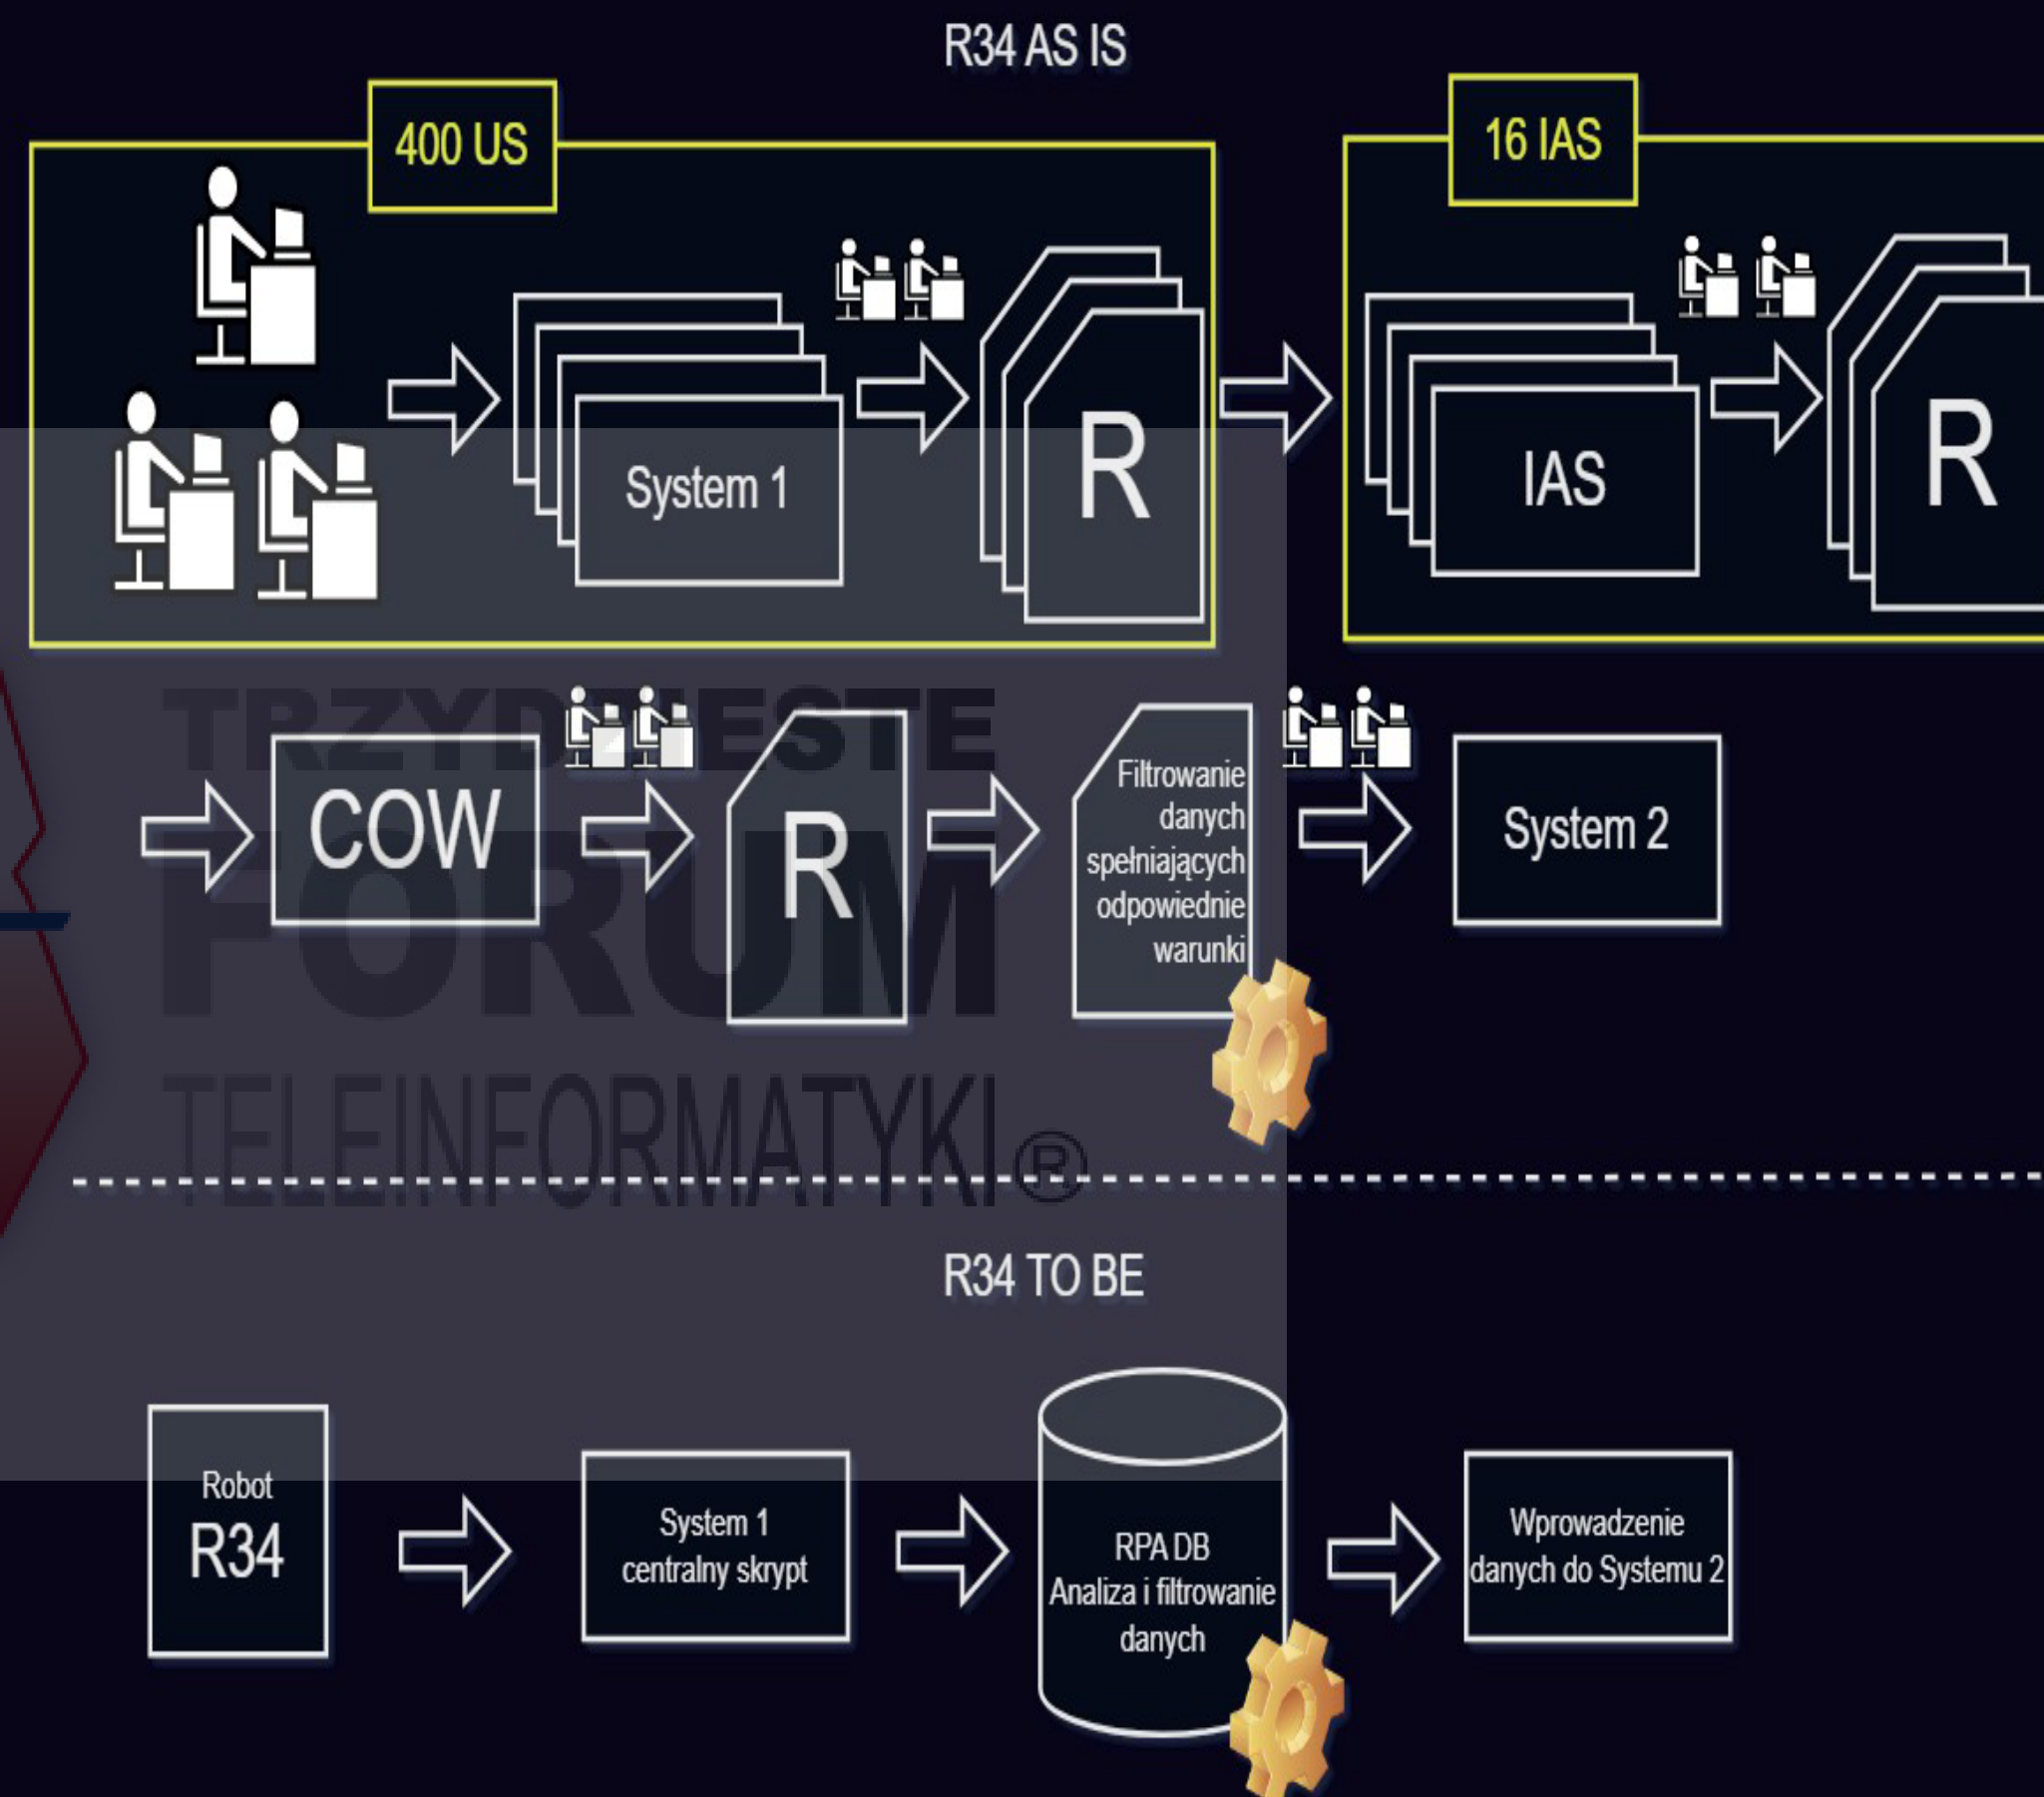 R34 AS IS
400 US
16 IAS
System 1
R
IAS
R
TRZYDZIESTE
FORUM
TELEINFORMATYKI ®
COW
R
Filtrowanie
danych
spełniających
odpowiednie
warunki
System 2
R34 TO BE
Robot
R34
System 1
centralny skrypt
RPA DB
Analiza i filtrowanie
danych
Wprowadzenie
danych do Systemu 2